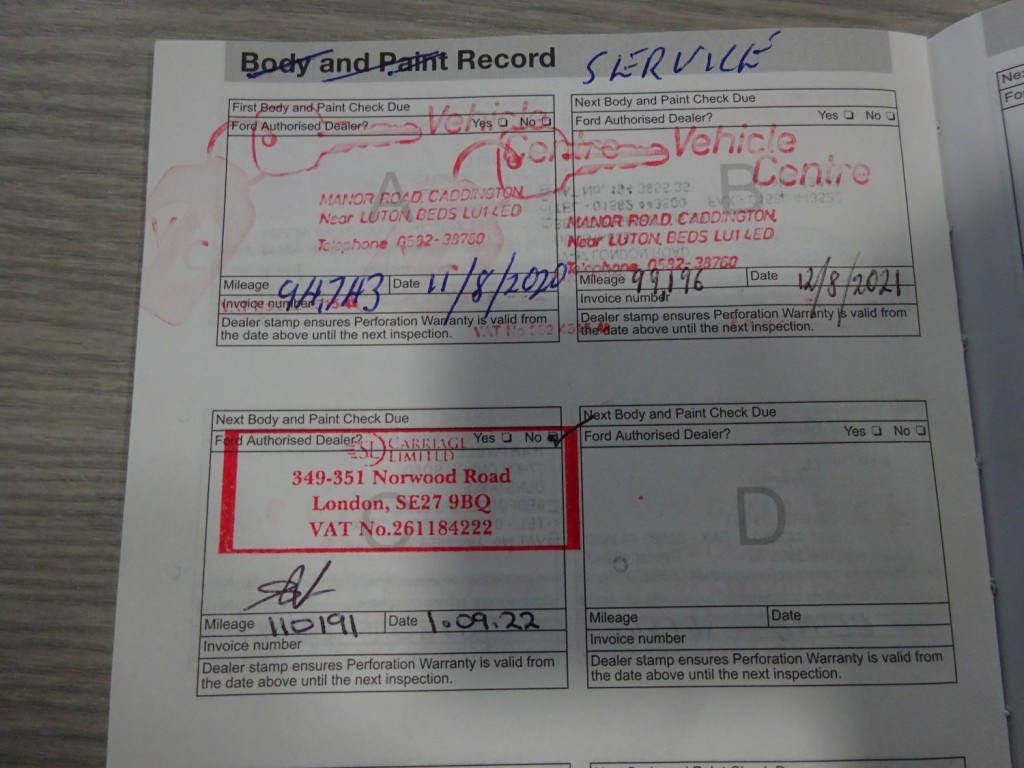 Body and Paint Record SERVICE
First Body and Paint Check Due
Ford Authorised Dealer? Yes No
Vehicle
Centre
A
MANOR ROAD, CADDINGTON
Near LUTON, BEDS LU1 4ED
Telephone 0582-38760
Mileage 94743 Date 11/8/2020
Invoice number
Dealer stamp ensures Perforation Warranty is valid from
the date above until the next inspection.
Next Body and Paint Check Due
Ford Authorised Dealer? Yes No
Vehicle
Centre
B
MANOR ROAD, CADDINGTON,
Near LUTON, BEDS LU1 4ED
Telephone 0582-38760
Mileage 99,196 Date 12/8/2021
Invoice number
Dealer stamp ensures Perforation Warranty is valid from
the date above until the next inspection.
Next Body and Paint Check Due
Ford Authorised Dealer? Yes No
SL CARRIAGE
LIMITED
349-351 Norwood Road
London, SE27 9BQ
VAT No.261184222
C
Mileage 110191 Date 1.09.22
Invoice number
Dealer stamp ensures Perforation Warranty is valid from
the date above until the next inspection.
Next Body and Paint Check Due
Ford Authorised Dealer? Yes No
D
Mileage Date
Invoice number
Dealer stamp ensures Perforation Warranty is valid from
the date above until the next inspection.